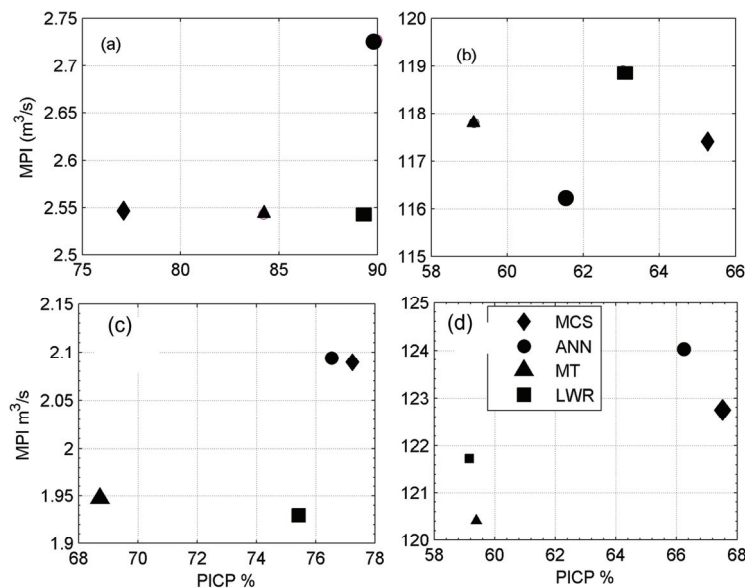 (a)
MPI (m³/s)
2.75
2.7
2.65
2.6
2.55
2.5
75 80 85 90
(b)
120
119
118
117
116
115
58 60 62 64 66
(c)
MPI m³/s
2.15
2.1
2.05
2
1.95
1.9
68 70 72 74 76 78
PICP %
(d)
125
124
123
122
121
120
58 60 62 64 66 68
PICP %
MCS
ANN
MT
LWR